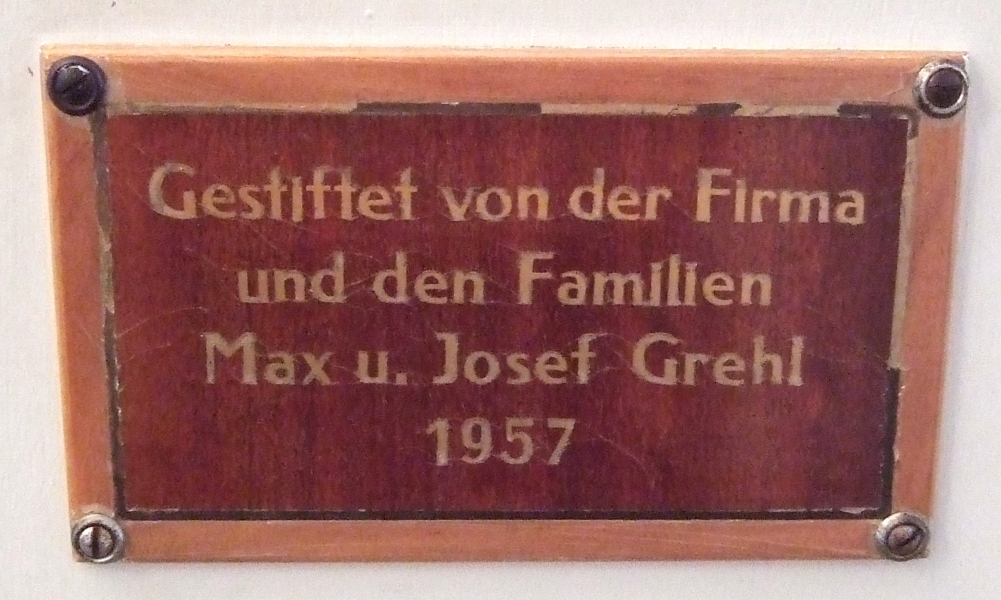 Gestiftet von der Firma
und den Familien
Max u. Josef Grehl
1957